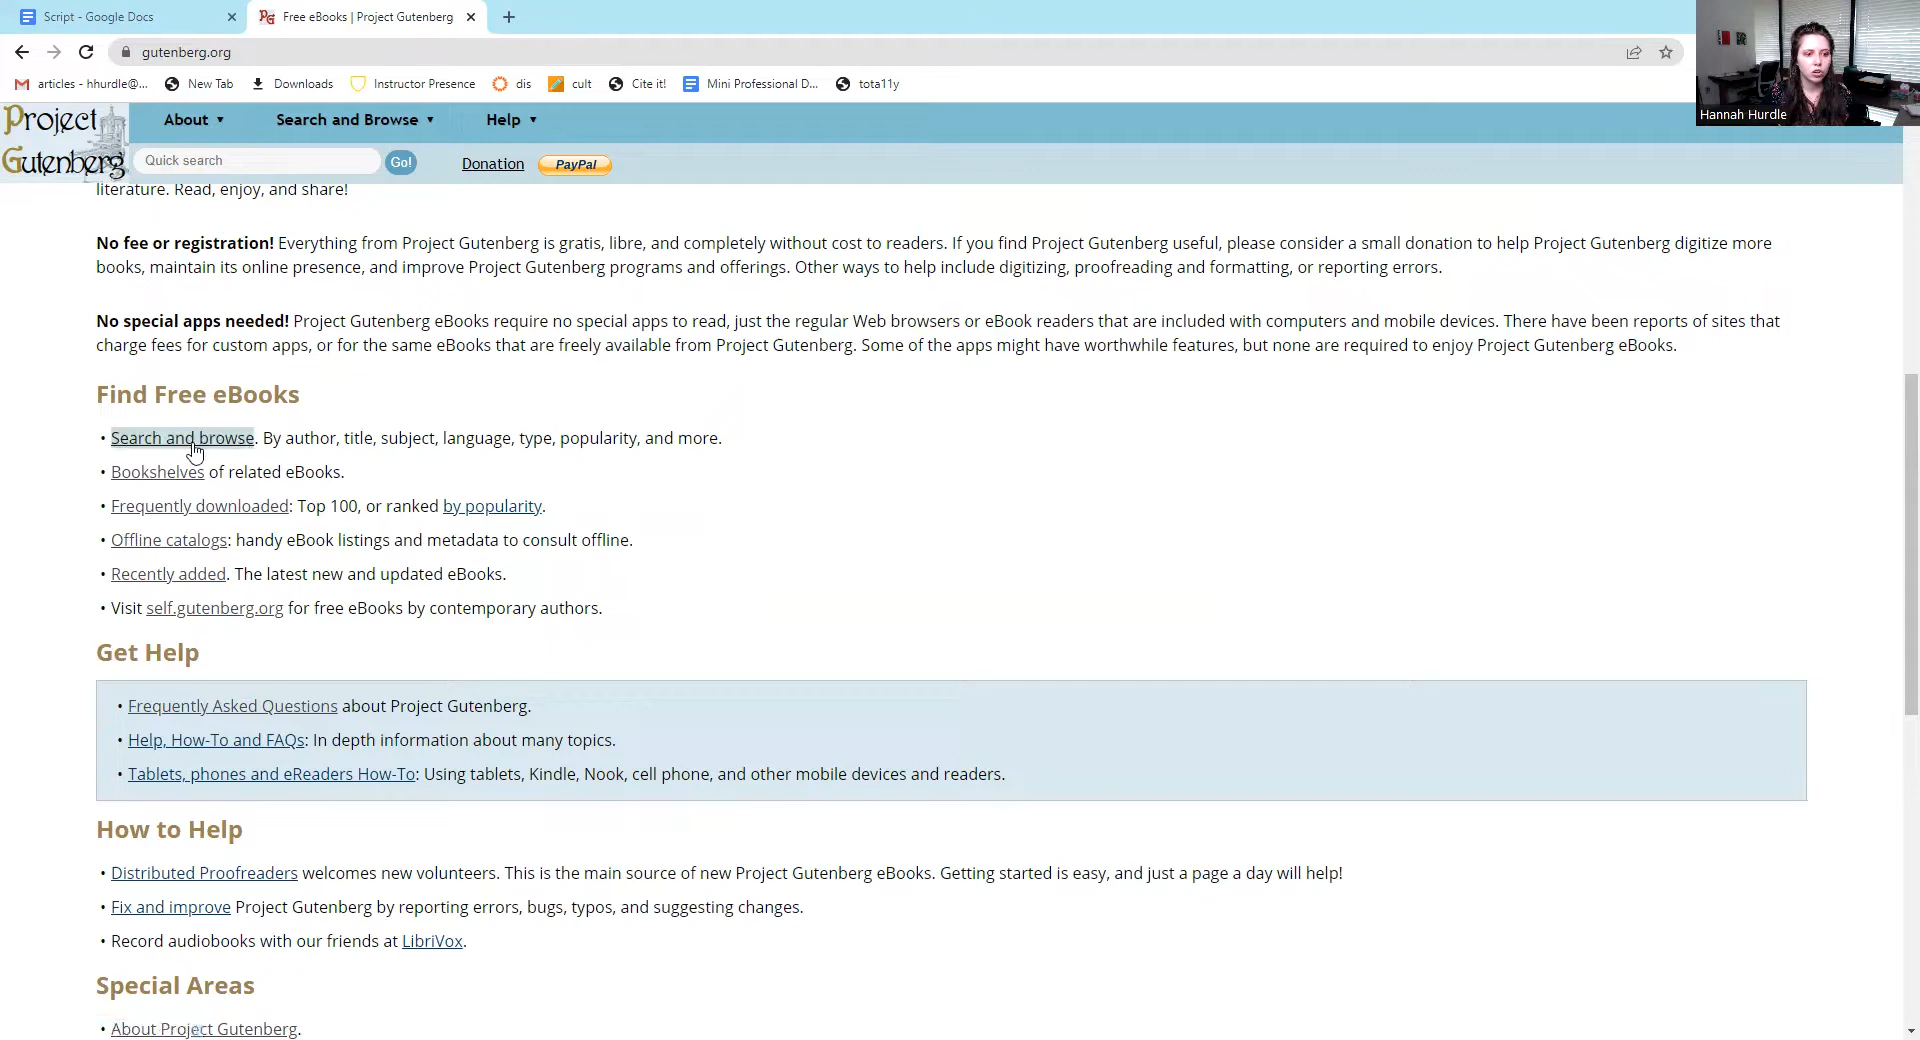 Script - Google Docs
Free eBooks | Project Gutenberg
gutenberg.org
articles - hhurdle@...
New Tab
Downloads
Instructor Presence
dis
cult
Cite it!
Mini Professional D...
tota11y
Hannah Hurdle
Project
Gutenberg
About
Search and Browse
Help
Quick search
Go!
Donation
PayPal
literature. Read, enjoy, and share!
No fee or registration! Everything from Project Gutenberg is gratis, libre, and completely without cost to readers. If you find Project Gutenberg useful, please consider a small donation to help Project Gutenberg digitize more
books, maintain its online presence, and improve Project Gutenberg programs and offerings. Other ways to help include digitizing, proofreading and formatting, or reporting errors.
No special apps needed! Project Gutenberg eBooks require no special apps to read, just the regular Web browsers or eBook readers that are included with computers and mobile devices. There have been reports of sites that
charge fees for custom apps, or for the same eBooks that are freely available from Project Gutenberg. Some of the apps might have worthwhile features, but none are required to enjoy Project Gutenberg eBooks.
Find Free eBooks
• Search and browse. By author, title, subject, language, type, popularity, and more.
• Bookshelves of related eBooks.
• Frequently downloaded: Top 100, or ranked by popularity.
• Offline catalogs: handy eBook listings and metadata to consult offline.
• Recently added. The latest new and updated eBooks.
• Visit self.gutenberg.org for free eBooks by contemporary authors.
Get Help
• Frequently Asked Questions about Project Gutenberg.
• Help, How-To and FAQs: In depth information about many topics.
• Tablets, phones and eReaders How-To: Using tablets, Kindle, Nook, cell phone, and other mobile devices and readers.
How to Help
• Distributed Proofreaders welcomes new volunteers. This is the main source of new Project Gutenberg eBooks. Getting started is easy, and just a page a day will help!
• Fix and improve Project Gutenberg by reporting errors, bugs, typos, and suggesting changes.
• Record audiobooks with our friends at LibriVox.
Special Areas
• About Project Gutenberg.